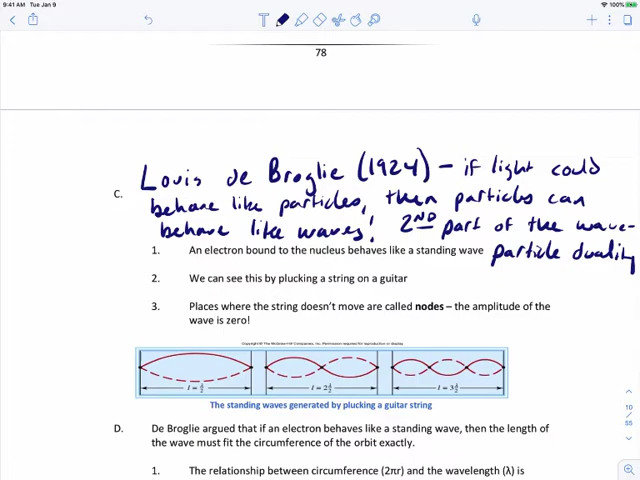 9:41 AM Tue Jan 9
100%
78
C. Louis de Broglie (1924) – if light could
behave like particles, then particles can
behave like waves! 2ND part of the wave-
particle duality
1. An electron bound to the nucleus behaves like a standing wave
2. We can see this by plucking a string on a guitar
3. Places where the string doesn't move are called nodes – the amplitude of the
wave is zero!
Copyright © The McGraw-Hill Companies, Inc. Permission required for reproduction or display.
l = λ/2 l = 2 λ/2 l = 3 λ/2
The standing waves generated by plucking a guitar string
D. De Broglie argued that if an electron behaves like a standing wave, then the length of
the wave must fit the circumference of the orbit exactly.
1. The relationship between circumference (2πr) and the wavelength (λ) is
10
/
55